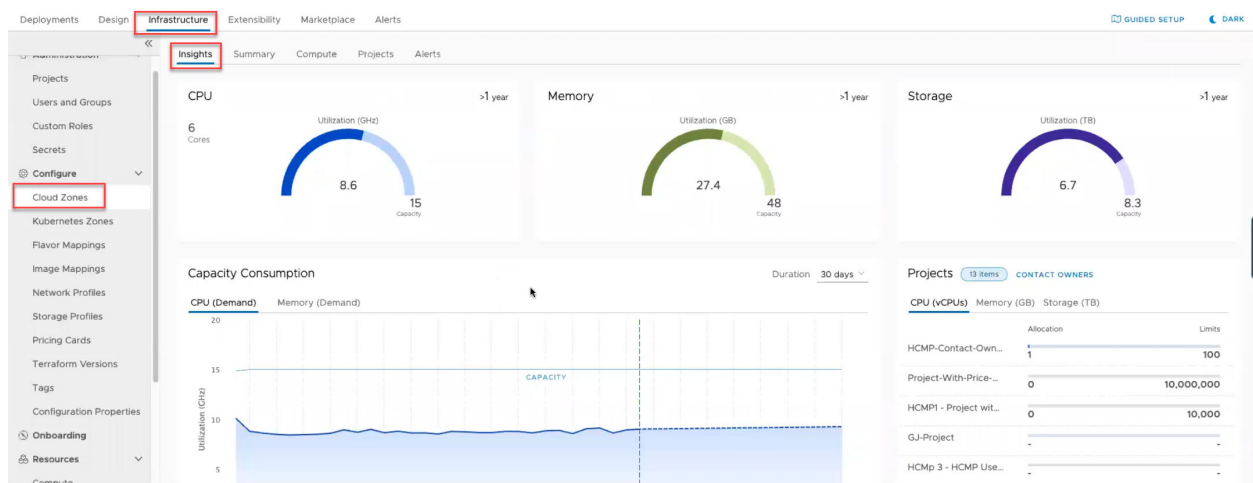 Deployments Design Infrastructure Extensibility Marketplace Alerts GUIDED SETUP DARK
Administration
Projects
Users and Groups
Custom Roles
Secrets
Configure
Cloud Zones
Kubernetes Zones
Flavor Mappings
Image Mappings
Network Profiles
Storage Profiles
Pricing Cards
Terraform Versions
Tags
Configuration Properties
Onboarding
Resources
Compute
Insights Summary Compute Projects Alerts
CPU >1 year
6
Cores
Utilization (GHz)
8.6
15
Capacity
Memory >1 year
Utilization (GB)
27.4
48
Capacity
Storage >1 year
Utilization (TB)
6.7
8.3
Capacity
Capacity Consumption Duration 30 days
CPU (Demand) Memory (Demand)
Utilization (GHz)
20
15
10
5
CAPACITY
Projects 13 items CONTACT OWNERS
CPU (vCPUs) Memory (GB) Storage (TB)
Allocation Limits
HCMP-Contact-Own... 1 100
Project-With-Price-... 0 10,000,000
HCMP1 - Project wit... 0 10,000
GJ-Project - -
HCMp 3 - HCMP Use... - -